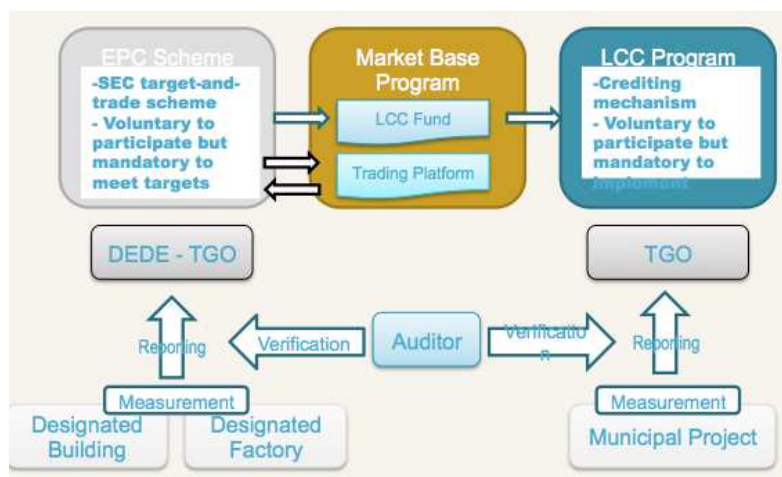 EPC Scheme
-SEC target-and-
trade scheme
- Voluntary to
participate but
mandatory to
meet targets
Market Base
Program
LCC Fund
Trading Platform
LCC Program
-Crediting
mechanism
- Voluntary to
participate but
mandatory to
implement
DEDE - TGO
TGO
Reporting
Verification
Auditor
Verificatio
n
Reporting
Measurement
Designated
Building
Designated
Factory
Measurement
Municipal Project